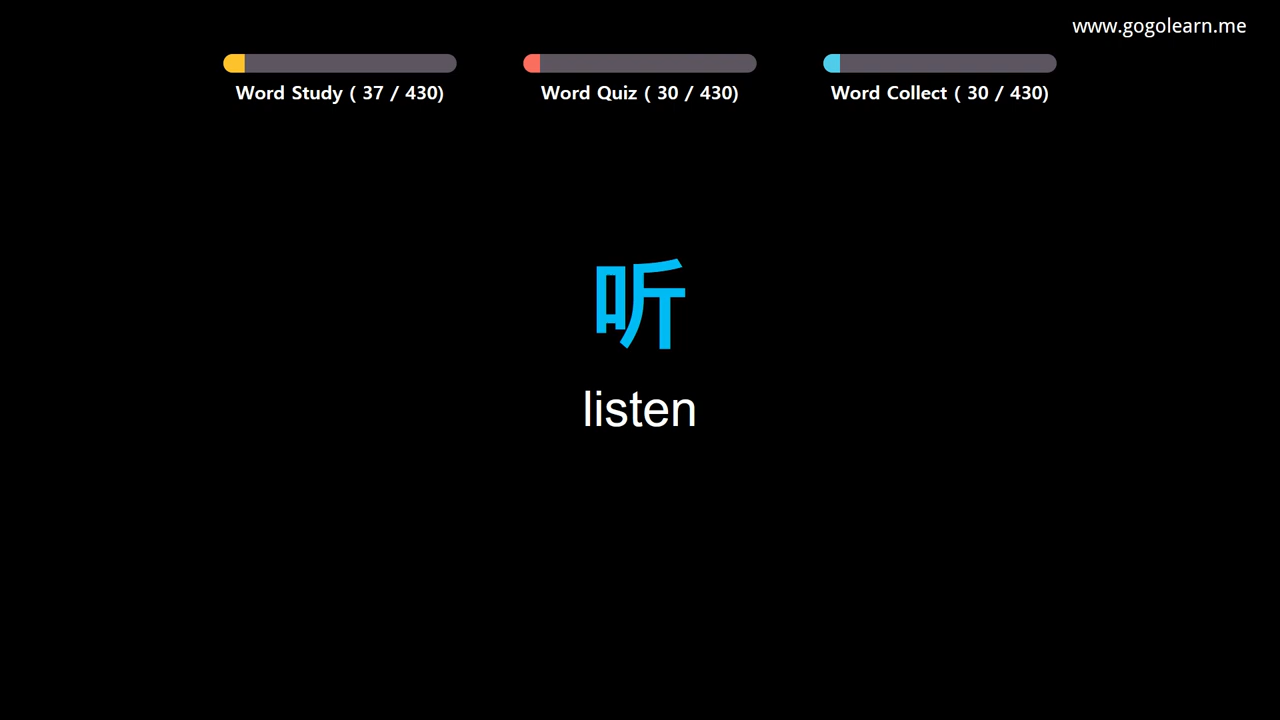 www.gogolearn.me
Word Study ( 37 / 430)
Word Quiz ( 30 / 430)
Word Collect ( 30 / 430)
听
listen